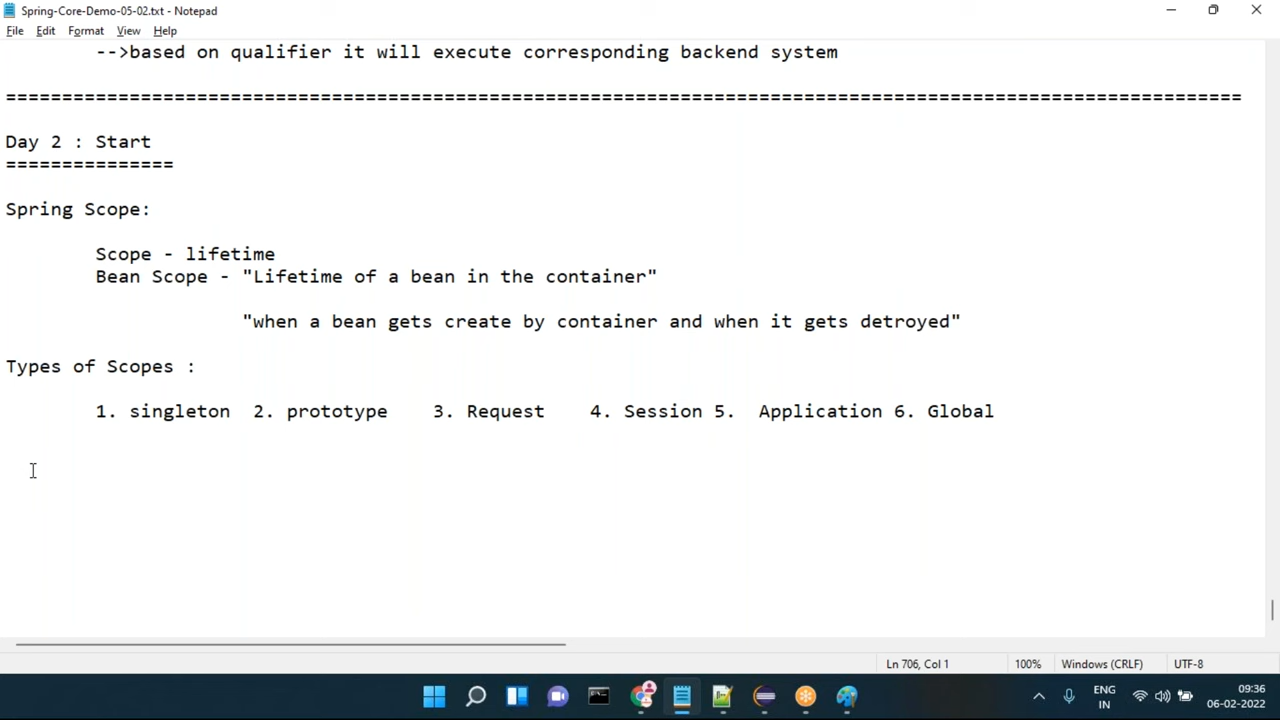 Spring-Core-Demo-05-02.txt - Notepad
File Edit Format View Help
-->based on qualifier it will execute corresponding backend system
==============================================================================================================
Day 2 : Start
===============
Spring Scope:
Scope - lifetime
Bean Scope - "Lifetime of a bean in the container"
"when a bean gets create by container and when it gets detroyed"
Types of Scopes :
1. singleton 2. prototype 3. Request 4. Session 5. Application 6. Global
Ln 706, Col 1 100% Windows (CRLF) UTF-8
ENG 09:36
IN 06-02-2022